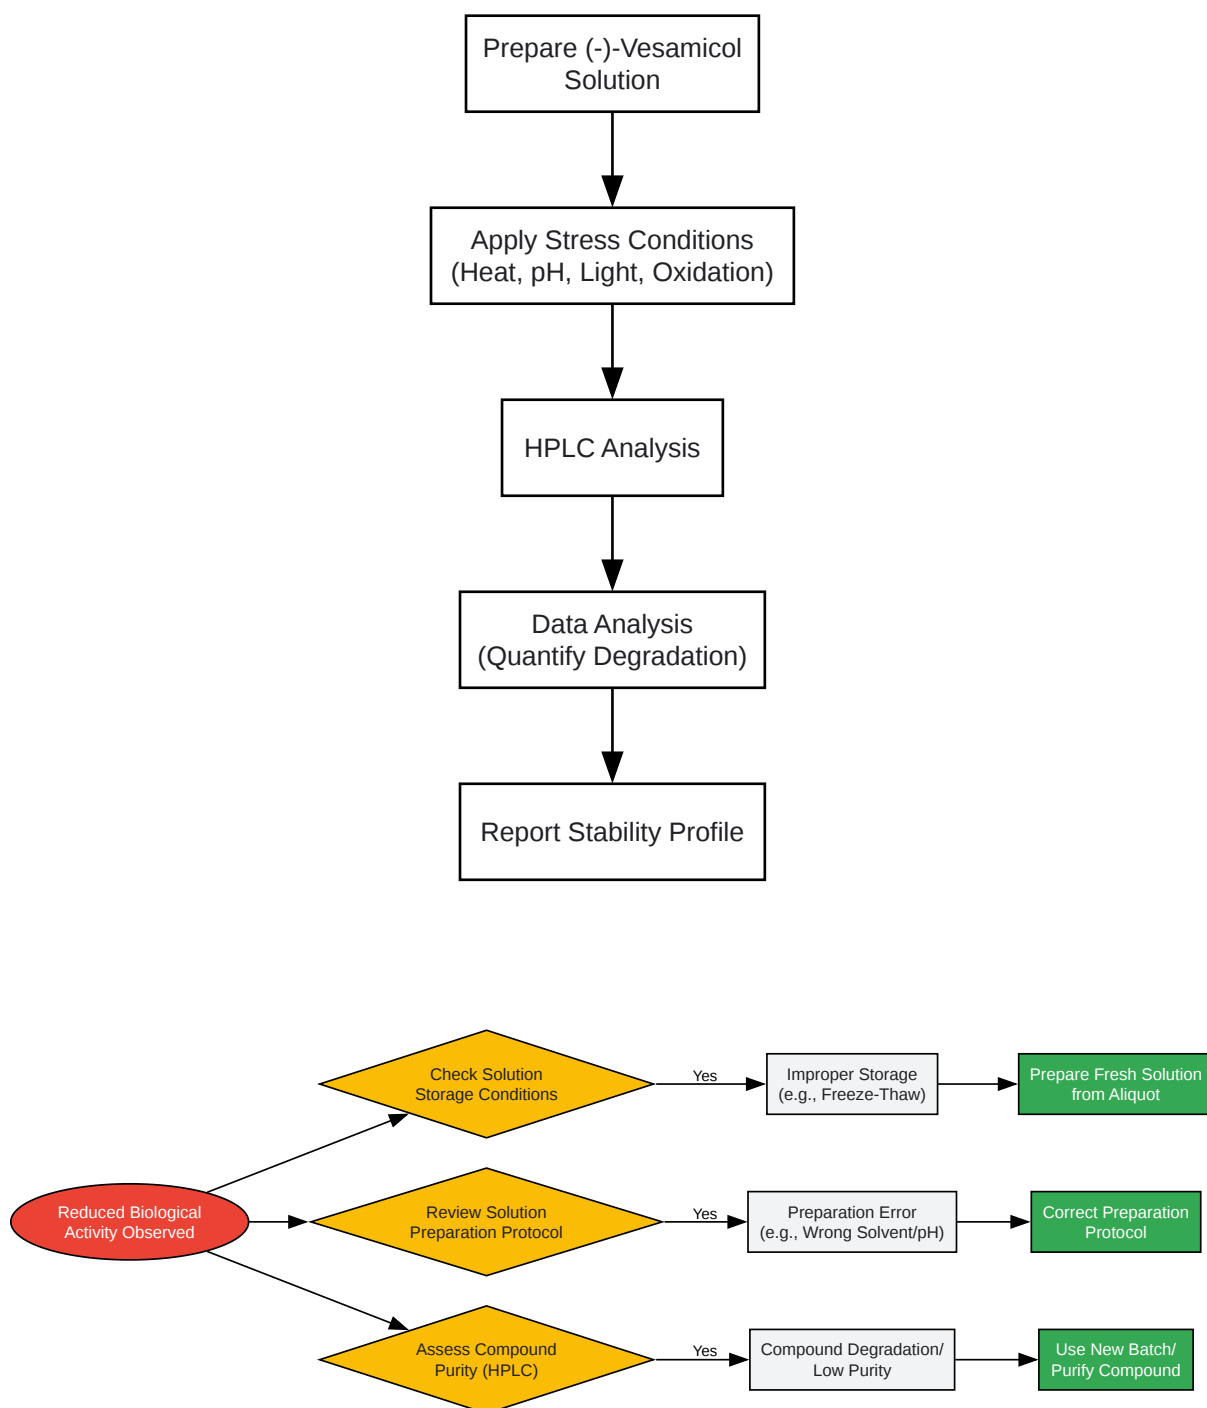 Prepare (-)-Vesamicol
Solution
Apply Stress Conditions
(Heat, pH, Light, Oxidation)
HPLC Analysis
Data Analysis
(Quantify Degradation)
Report Stability Profile
Check Solution
Storage Conditions
Yes
Improper Storage
(e.g., Freeze-Thaw)
Prepare Fresh Solution
from Aliquot
Reduced Biological
Activity Observed
Review Solution
Preparation Protocol
Yes
Preparation Error
(e.g., Wrong Solvent/pH)
Correct Preparation
Protocol
Assess Compound
Purity (HPLC)
Yes
Compound Degradation/
Low Purity
Use New Batch/
Purify Compound